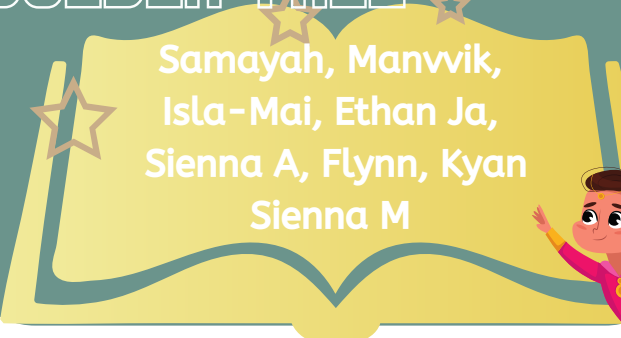 Samayah, Manvvik,
Isla-Mai, Ethan Ja,
Sienna A, Flynn, Kyan
Sienna M